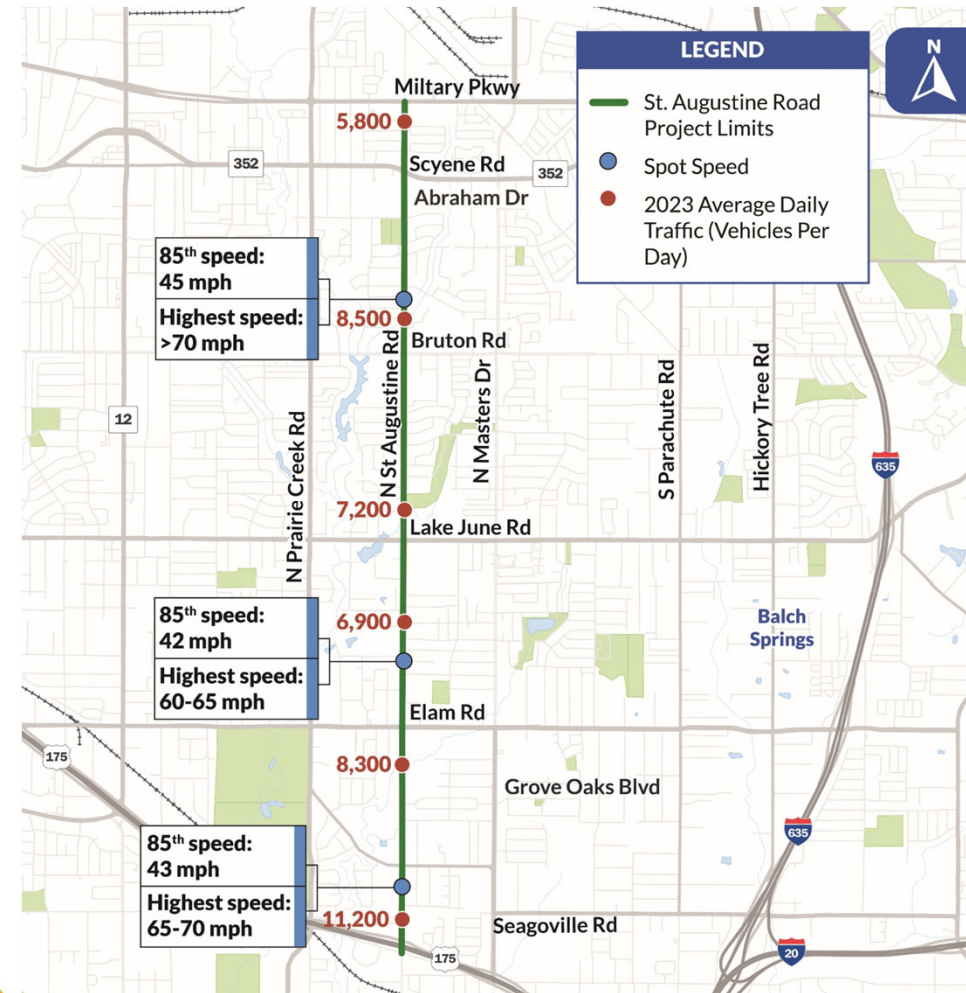 LEGEND
St. Augustine Road
Project Limits
Spot Speed
2023 Average Daily
Traffic (Vehicles Per
Day)
N
Miltary Pkwy
5,800
Scyene Rd
352
352
Abraham Dr
85th speed:
45 mph
Highest speed:
>70 mph
8,500
Bruton Rd
12
N Prairie Creek Rd
N St Augustine Rd
N Masters Dr
S Parachute Rd
Hickory Tree Rd
635
7,200
Lake June Rd
85th speed:
42 mph
Highest speed:
60-65 mph
6,900
Balch
Springs
Elam Rd
175
8,300
Grove Oaks Blvd
635
85th speed:
43 mph
Highest speed:
65-70 mph
11,200
Seagoville Rd
175
20